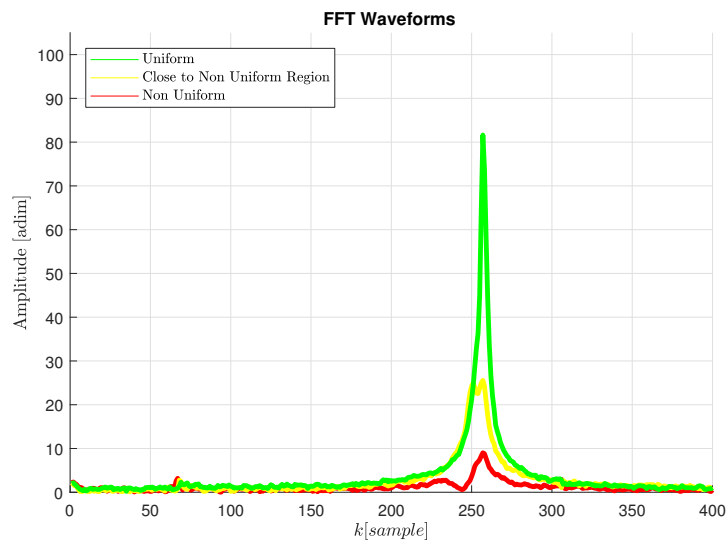 FFT Waveforms
Uniform
Close to Non Uniform Region
Non Uniform
100
90
80
70
60
50
40
30
20
10
0
Amplitude [adim]
0 50 100 150 200 250 300 350 400
k[sample]